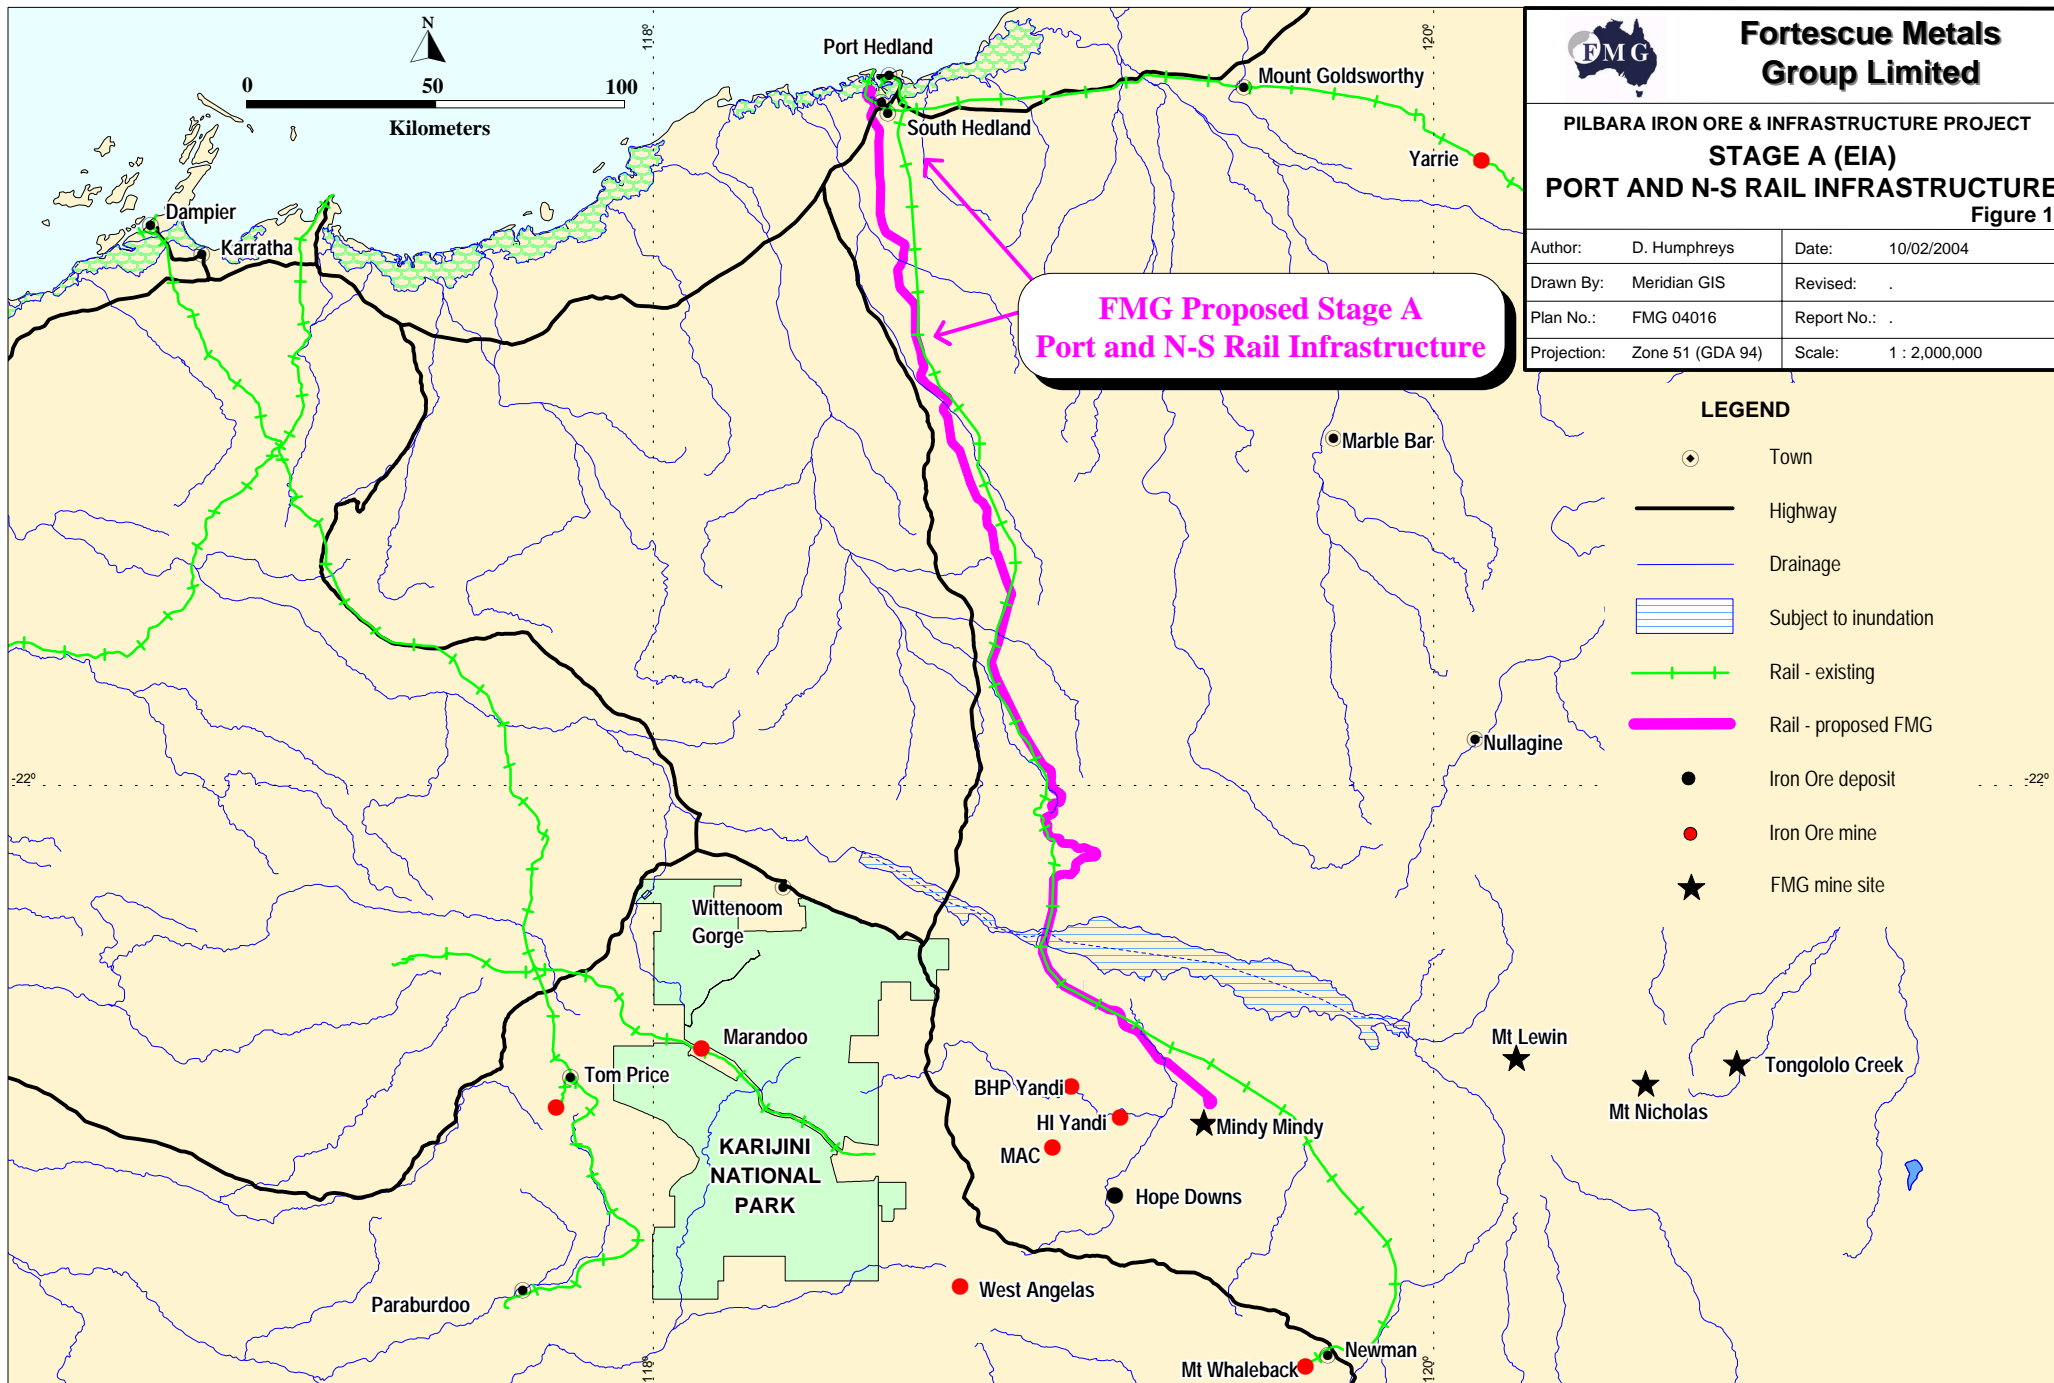 FMG
Fortescue Metals
Group Limited
PILBARA IRON ORE & INFRASTRUCTURE PROJECT
STAGE A (EIA)
PORT AND N-S RAIL INFRASTRUCTURE
Figure 1
Author: D. Humphreys Date: 10/02/2004
Drawn By: Meridian GIS Revised: .
Plan No.: FMG 04016 Report No.: .
Projection: Zone 51 (GDA 94) Scale: 1 : 2,000,000
N
0 50 100
Kilometers
118º
120º
Port Hedland
Mount Goldsworthy
South Hedland
Yarrie
Dampier
Karratha
FMG Proposed Stage A
Port and N-S Rail Infrastructure
LEGEND
Town
Highway
Drainage
Subject to inundation
Rail - existing
Rail - proposed FMG
Iron Ore deposit
Iron Ore mine
FMG mine site
Marble Bar
Nullagine
-22º
-22º
Wittenoom
Gorge
Marandoo
Tom Price
Mt Lewin
Tongololo Creek
Mt Nicholas
BHP Yandi
HI Yandi
Mindy Mindy
MAC
KARIJINI
NATIONAL
PARK
Hope Downs
West Angelas
Paraburdoo
Newman
Mt Whaleback
118º
120º